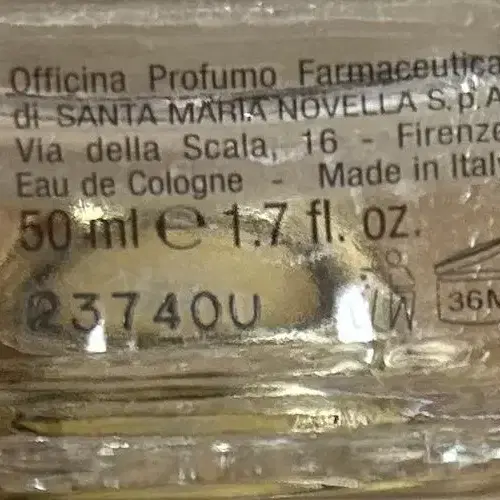 Officina Profumo Farmaceutica
di SANTA MARIA NOVELLA S.p.A
Via della Scala, 16 - Firenze
Eau de Cologne - Made in Italy
50 ml e 1.7 fl. oz.
23740U
36M